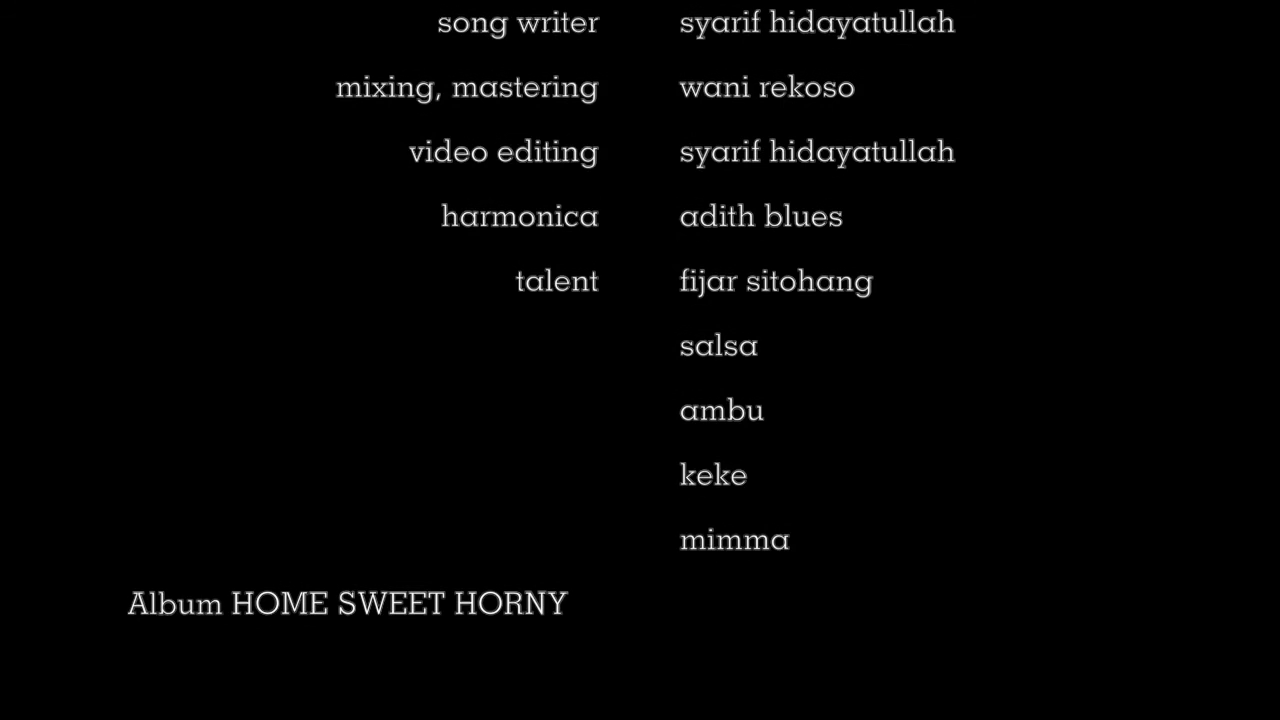 song writer syarif hidayatullah
mixing, mastering wani rekoso
video editing syarif hidayatullah
harmonica adith blues
talent fijar sitohang
salsa
ambu
keke
mimma
Album HOME SWEET HORNY